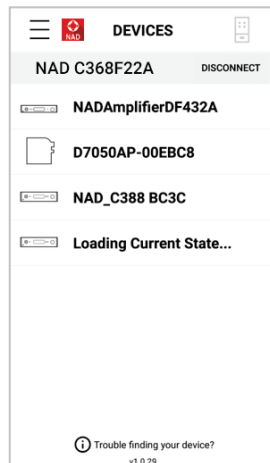 NAD
DEVICES
NAD C368F22A DISCONNECT
NADAmplifierDF432A
D7050AP-00EBC8
NAD_C388 BC3C
Loading Current State...
Trouble finding your device?
v1.0.29